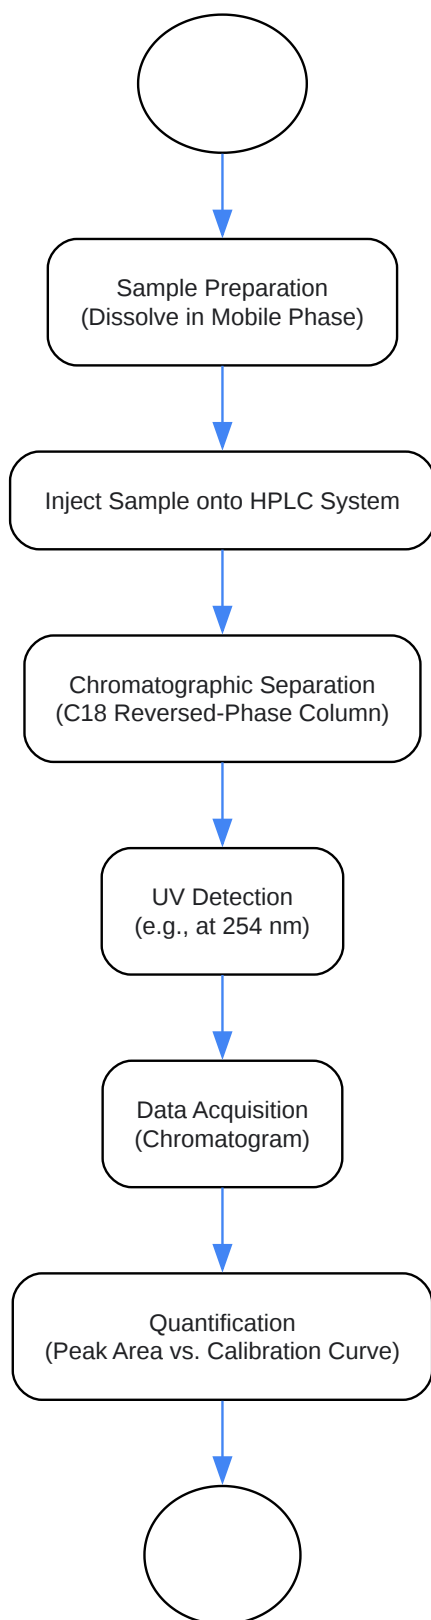 Sample Preparation
(Dissolve in Mobile Phase)
Inject Sample onto HPLC System
Chromatographic Separation
(C18 Reversed-Phase Column)
UV Detection
(e.g., at 254 nm)
Data Acquisition
(Chromatogram)
Quantification
(Peak Area vs. Calibration Curve)